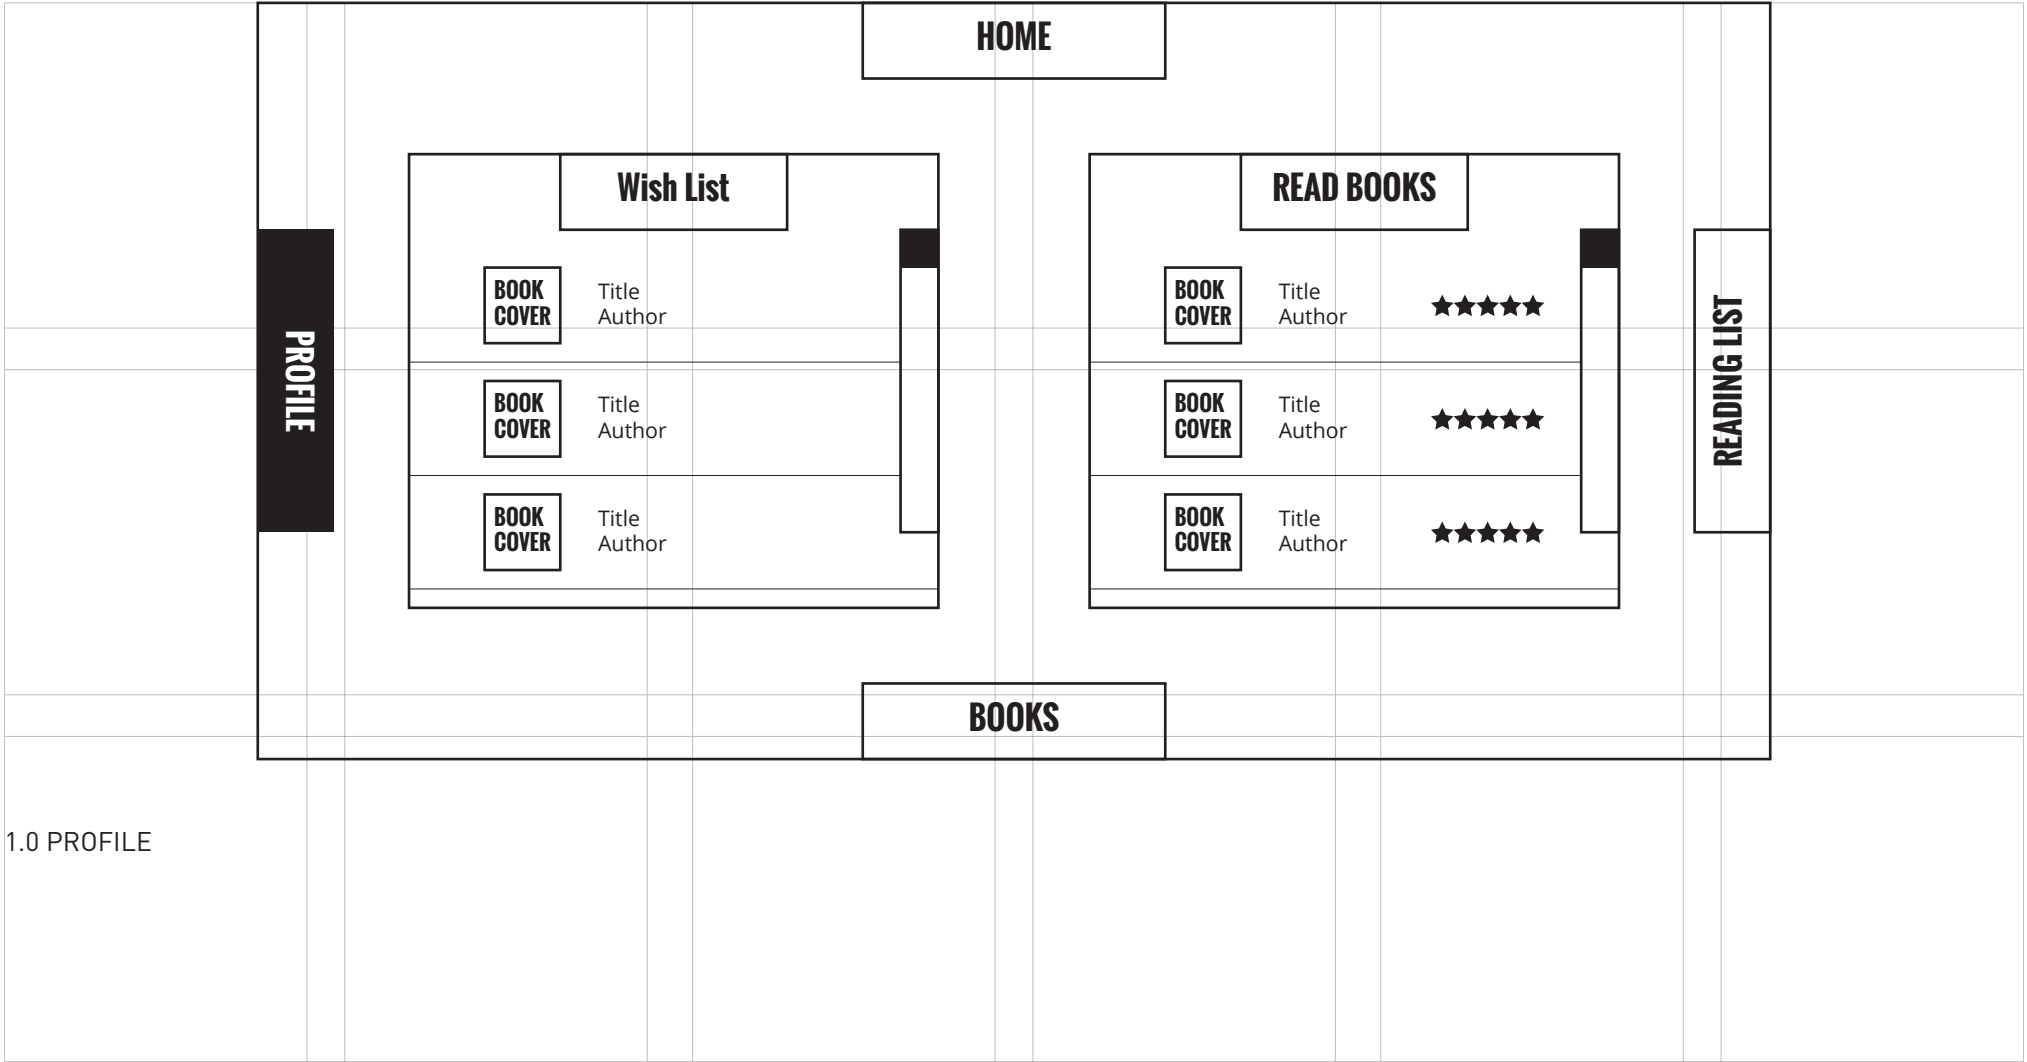 HOME
Wish List
BOOK
COVER
Title
Author
BOOK
COVER
Title
Author
BOOK
COVER
Title
Author
READ BOOKS
BOOK
COVER
Title
Author
BOOK
COVER
Title
Author
BOOK
COVER
Title
Author
PROFILE
READING LIST
BOOKS
1.0 PROFILE